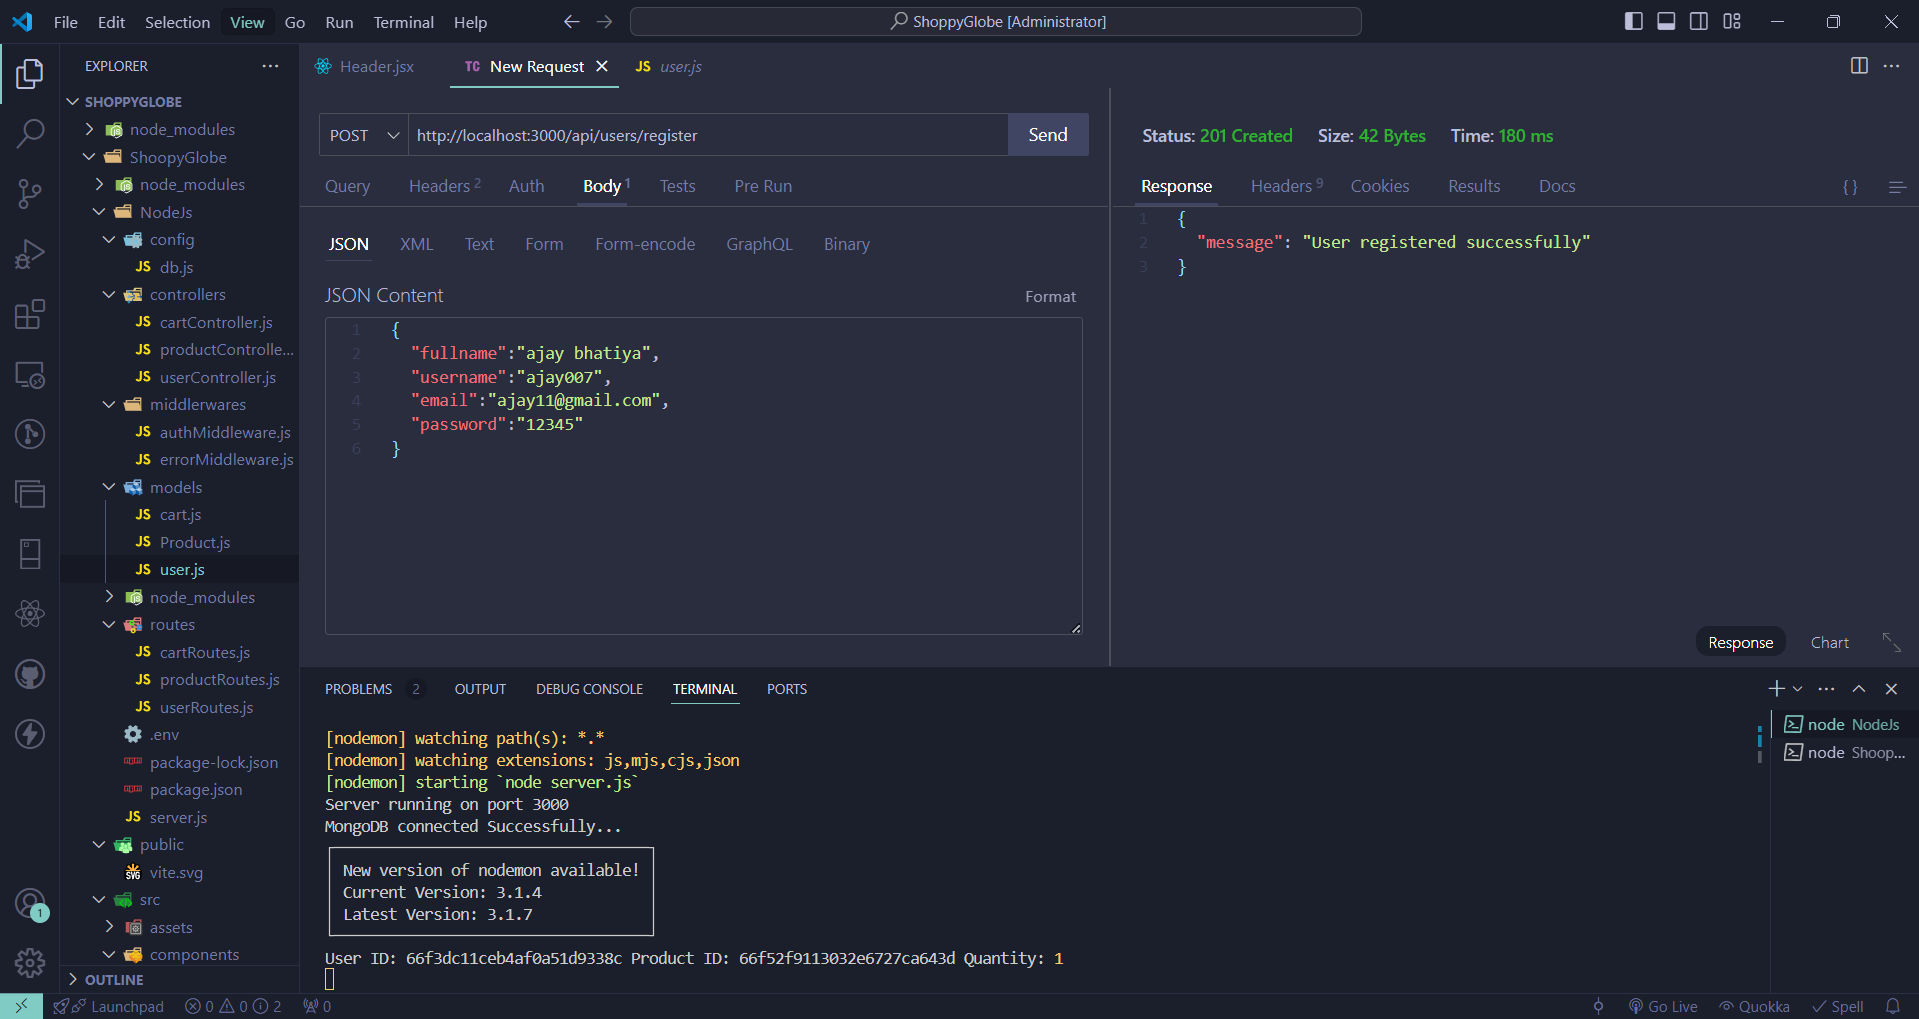 File Edit Selection View Go Run Terminal Help
ShoppyGlobe [Administrator]
EXPLORER
SHOPPYGLOBE
node_modules
ShoopyGlobe
node_modules
NodeJs
config
JS db.js
controllers
JS cartController.js
JS productControlle...
JS userController.js
middlerwares
JS authMiddleware.js
JS errorMiddleware.js
models
JS cart.js
JS Product.js
JS user.js
node_modules
routes
JS cartRoutes.js
JS productRoutes.js
JS userRoutes.js
.env
package-lock.json
package.json
JS server.js
public
vite.svg
src
assets
components
OUTLINE
Header.jsx
TC New Request
JS user.js
POST http://localhost:3000/api/users/register Send
Query Headers 2 Auth Body 1 Tests Pre Run
JSON XML Text Form Form-encode GraphQL Binary
JSON Content Format
1 {
2 "fullname":"ajay bhatiya",
3 "username":"ajay007",
4 "email":"ajay11@gmail.com",
5 "password":"12345"
6 }
Status: 201 Created Size: 42 Bytes Time: 180 ms
Response Headers 9 Cookies Results Docs { }
1 {
2 "message": "User registered successfully"
3 }
Response Chart
PROBLEMS 2 OUTPUT DEBUG CONSOLE TERMINAL PORTS
[nodemon] watching path(s): *.*
[nodemon] watching extensions: js,mjs,cjs,json
[nodemon] starting `node server.js`
Server running on port 3000
MongoDB connected Successfully...
New version of nodemon available!
Current Version: 3.1.4
Latest Version: 3.1.7
User ID: 66f3dc11ceb4af0a51d9338c Product ID: 66f52f9113032e6727ca643d Quantity: 1
node NodeJs
node Shoop...
1
Launchpad 0 0 2 0
Go Live Quokka Spell